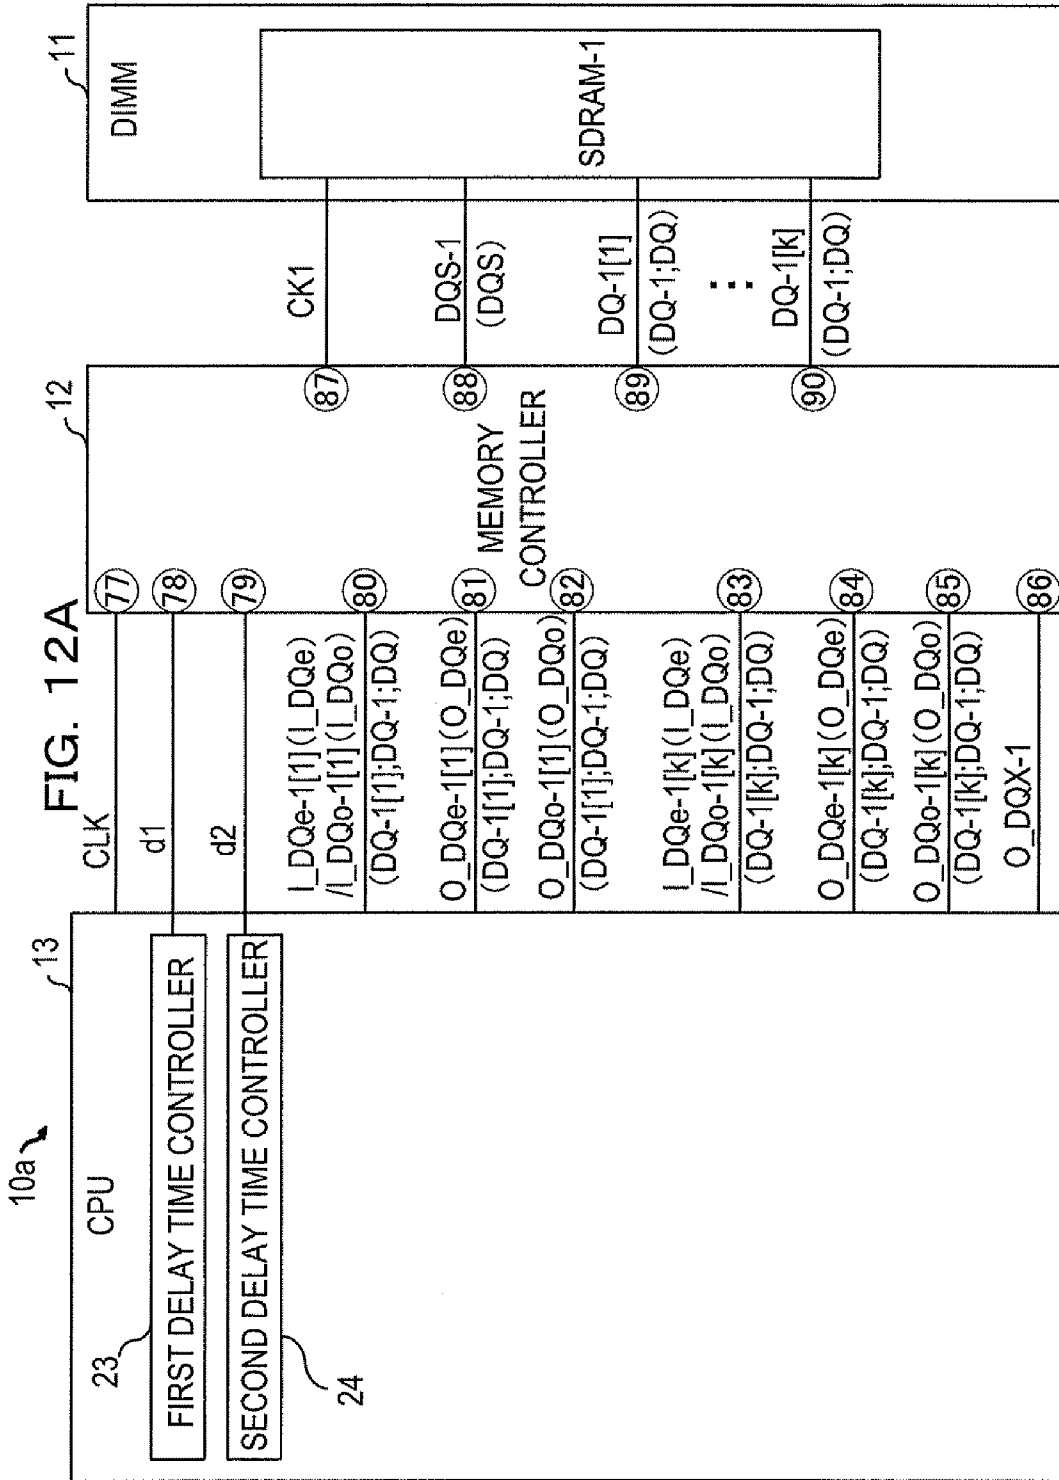 FIG. 12A
10a
13
CPU
23
FIRST DELAY TIME CONTROLLER
SECOND DELAY TIME CONTROLLER
24
CLK
d1
d2
I_DQe-1[1](I_DQe)
/I_DQo-1[1](I_DQo)
(DQ-1[1];DQ-1;DQ)
O_DQe-1[1](O_DQe)
(DQ-1[1];DQ-1;DQ)
O_DQo-1[1](O_DQo)
(DQ-1[1];DQ-1;DQ)
I_DQe-1[k](I_DQe)
/I_DQo-1[k](I_DQo)
(DQ-1[k];DQ-1;DQ)
O_DQe-1[k](O_DQe)
(DQ-1[k];DQ-1;DQ)
O_DQo-1[k](O_DQo)
(DQ-1[k];DQ-1;DQ)
O_DQX-1
77
78
79
80
81
82
83
84
85
86
12
MEMORY
CONTROLLER
87
88
89
90
CK1
DQS-1
(DQS)
DQ-1[1]
(DQ-1;DQ)
⋮
DQ-1[k]
(DQ-1;DQ)
11
DIMM
SDRAM-1